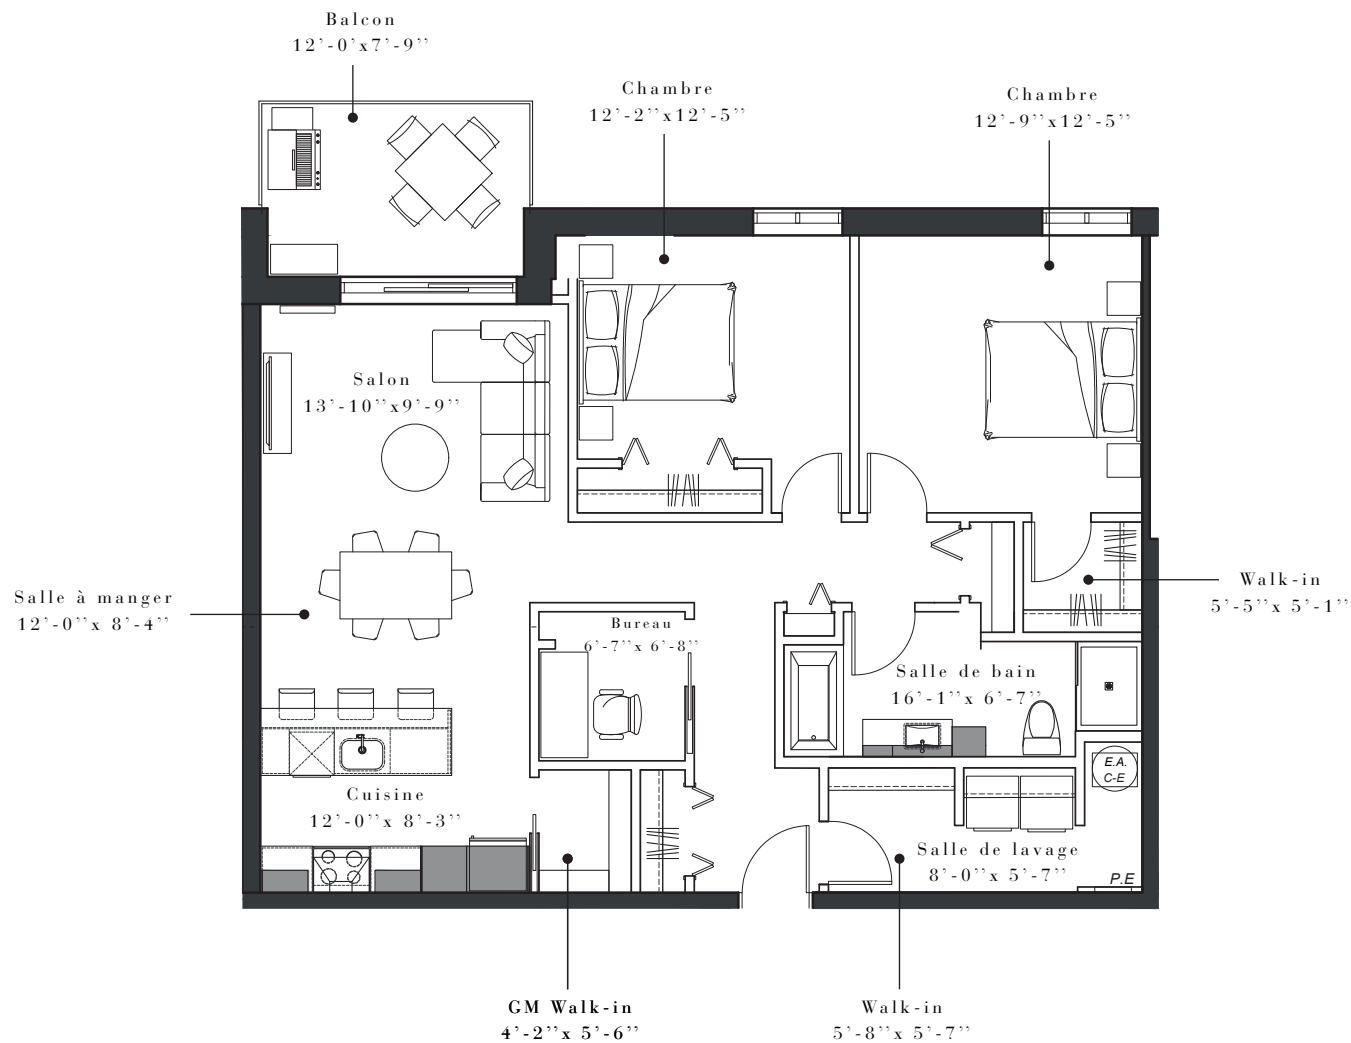 Balcon
12'-0'x7'-9''
Chambre
12'-2''x12'-5''
Chambre
12'-9''x12'-5''
Salon
13'-10''x9'-9''
Salle à manger
12'-0''x 8'-4''
Walk-in
5'-5''x 5'-1''
Bureau
6'-7''x 6'-8''
Salle de bain
16'-1''x 6'-7''
E.A.
C-E
Cuisine
12'-0''x 8'-3''
Salle de lavage
8'-0''x 5'-7''
P.E
GM Walk-in
4'-2''x 5'-6''
Walk-in
5'-8''x 5'-7''